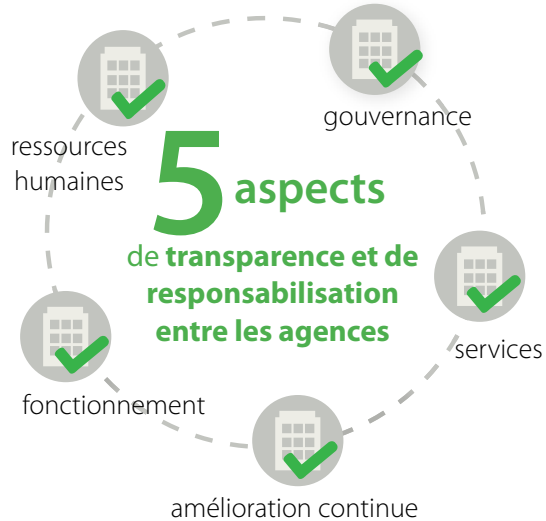 gouvernance
ressources
humaines
5 aspects
de transparence et de
responsabilisation
entre les agences
services
fonctionnement
amélioration continue